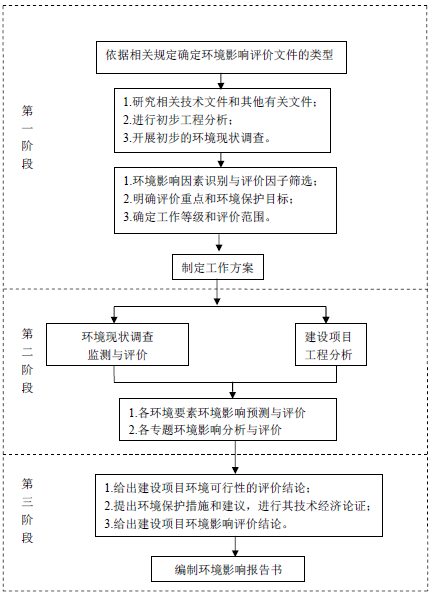 依据相关规定确定环境影响评价文件的类型
第一阶段
1.研究相关技术文件和其他有关文件；
2.进行初步工程分析；
3.开展初步的环境现状调查。
1.环境影响因素识别与评价因子筛选；
2.明确评价重点和环境保护目标；
3.确定工作等级和评价范围。
制定工作方案
第二阶段
环境现状调查
监测与评价
建设项目
工程分析
1.各环境要素环境影响预测与评价
2.各专题环境影响分析与评价
第三阶段
1.给出建设项目环境可行性的评价结论；
2.提出环境保护措施和建议，进行其技术经济论证；
3.给出建设项目环境影响评价结论。
编制环境影响报告书